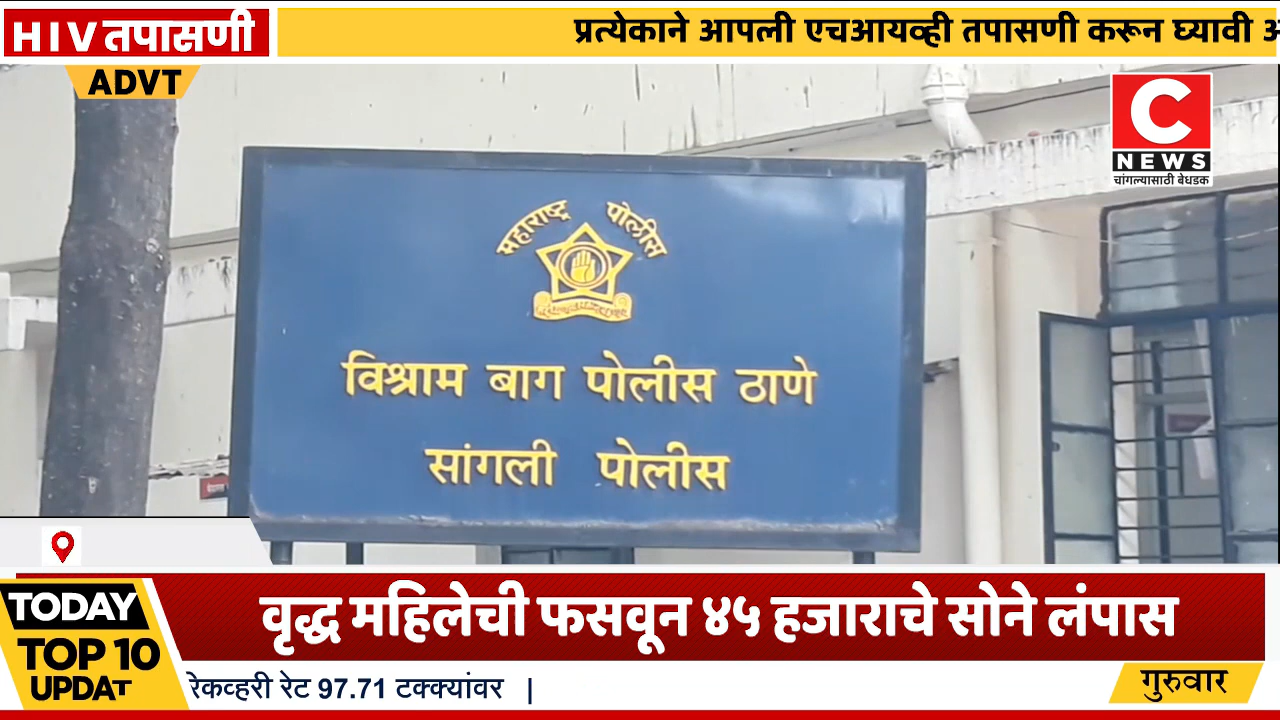 HIV तपासणी
प्रत्येकाने आपली एचआयव्ही तपासणी करून घ्यावी
ADVT
C
NEWS
चांगल्यासाठी बेधडक
महाराष्ट्र पोलीस
विश्राम बाग पोलीस ठाणे
सांगली पोलीस
TODAY
TOP 10
UPDAT
वृद्ध महिलेची फसवून ४५ हजाराचे सोने लंपास
रिकव्हरी रेट 97.71 टक्क्यांवर |
गुरुवार